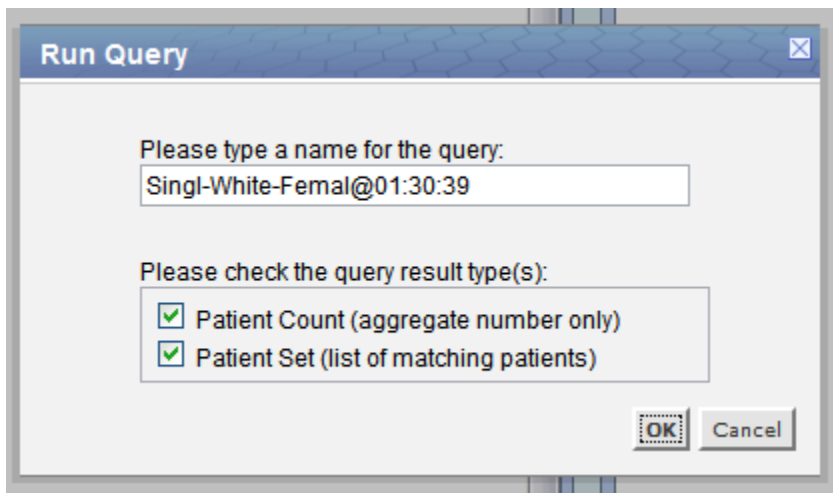 Run Query
Please type a name for the query:
Singl-White-Femal@01:30:39
Please check the query result type(s):
Patient Count (aggregate number only)
Patient Set (list of matching patients)
OK Cancel